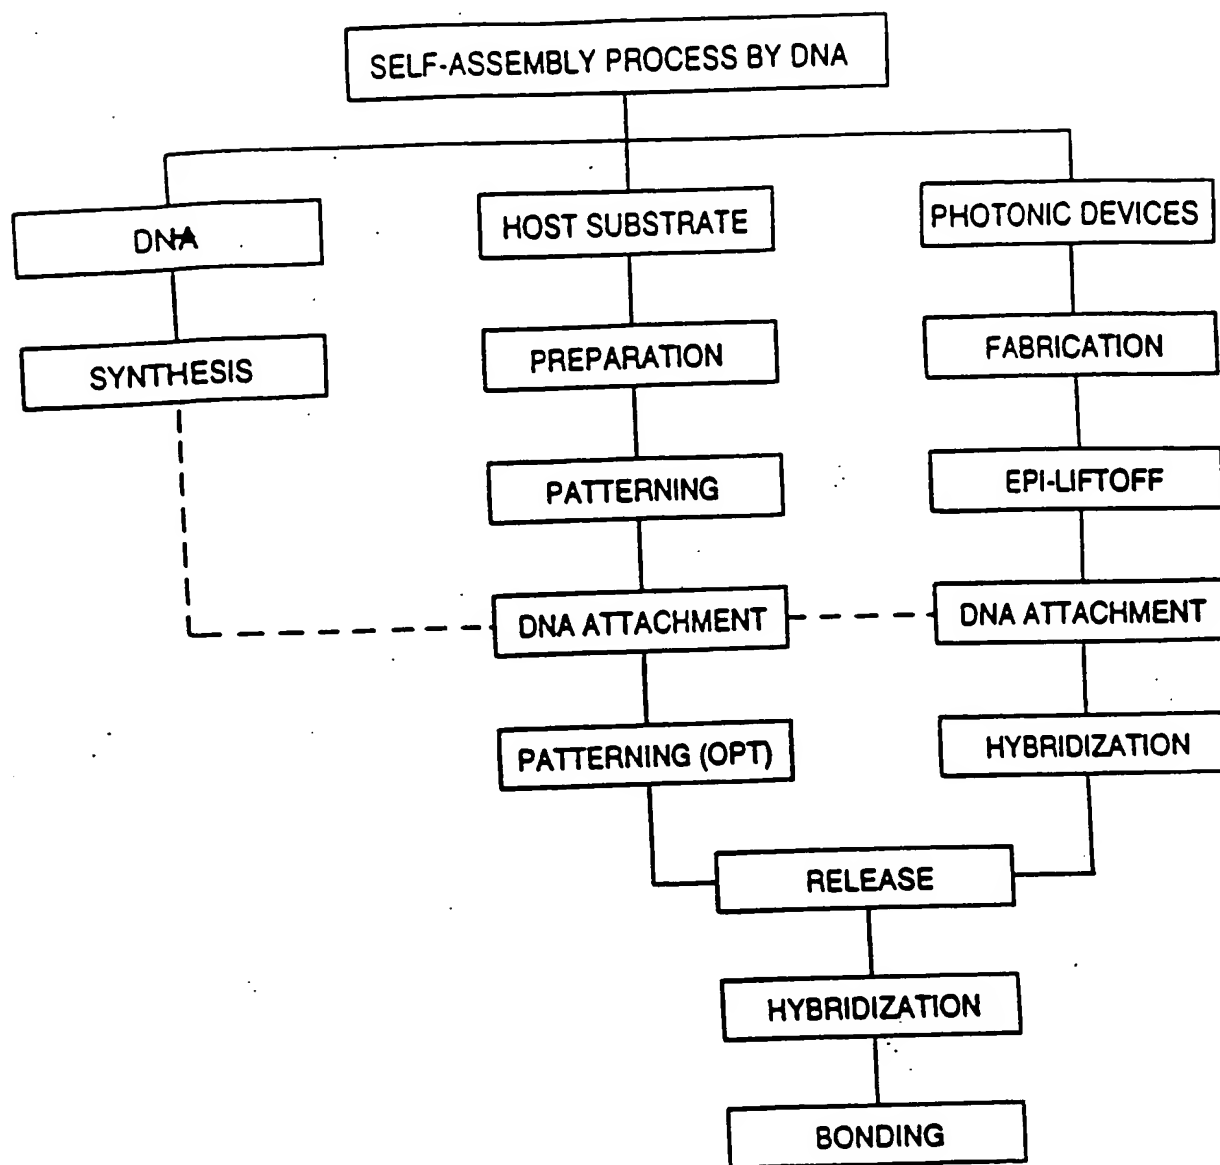 SELF-ASSEMBLY PROCESS BY DNA
DNA
HOST SUBSTRATE
PHOTONIC DEVICES
SYNTHESIS
PREPARATION
FABRICATION
PATTERNING
EPI-LIFTOFF
DNA ATTACHMENT
DNA ATTACHMENT
PATTERNING (OPT)
HYBRIDIZATION
RELEASE
HYBRIDIZATION
BONDING